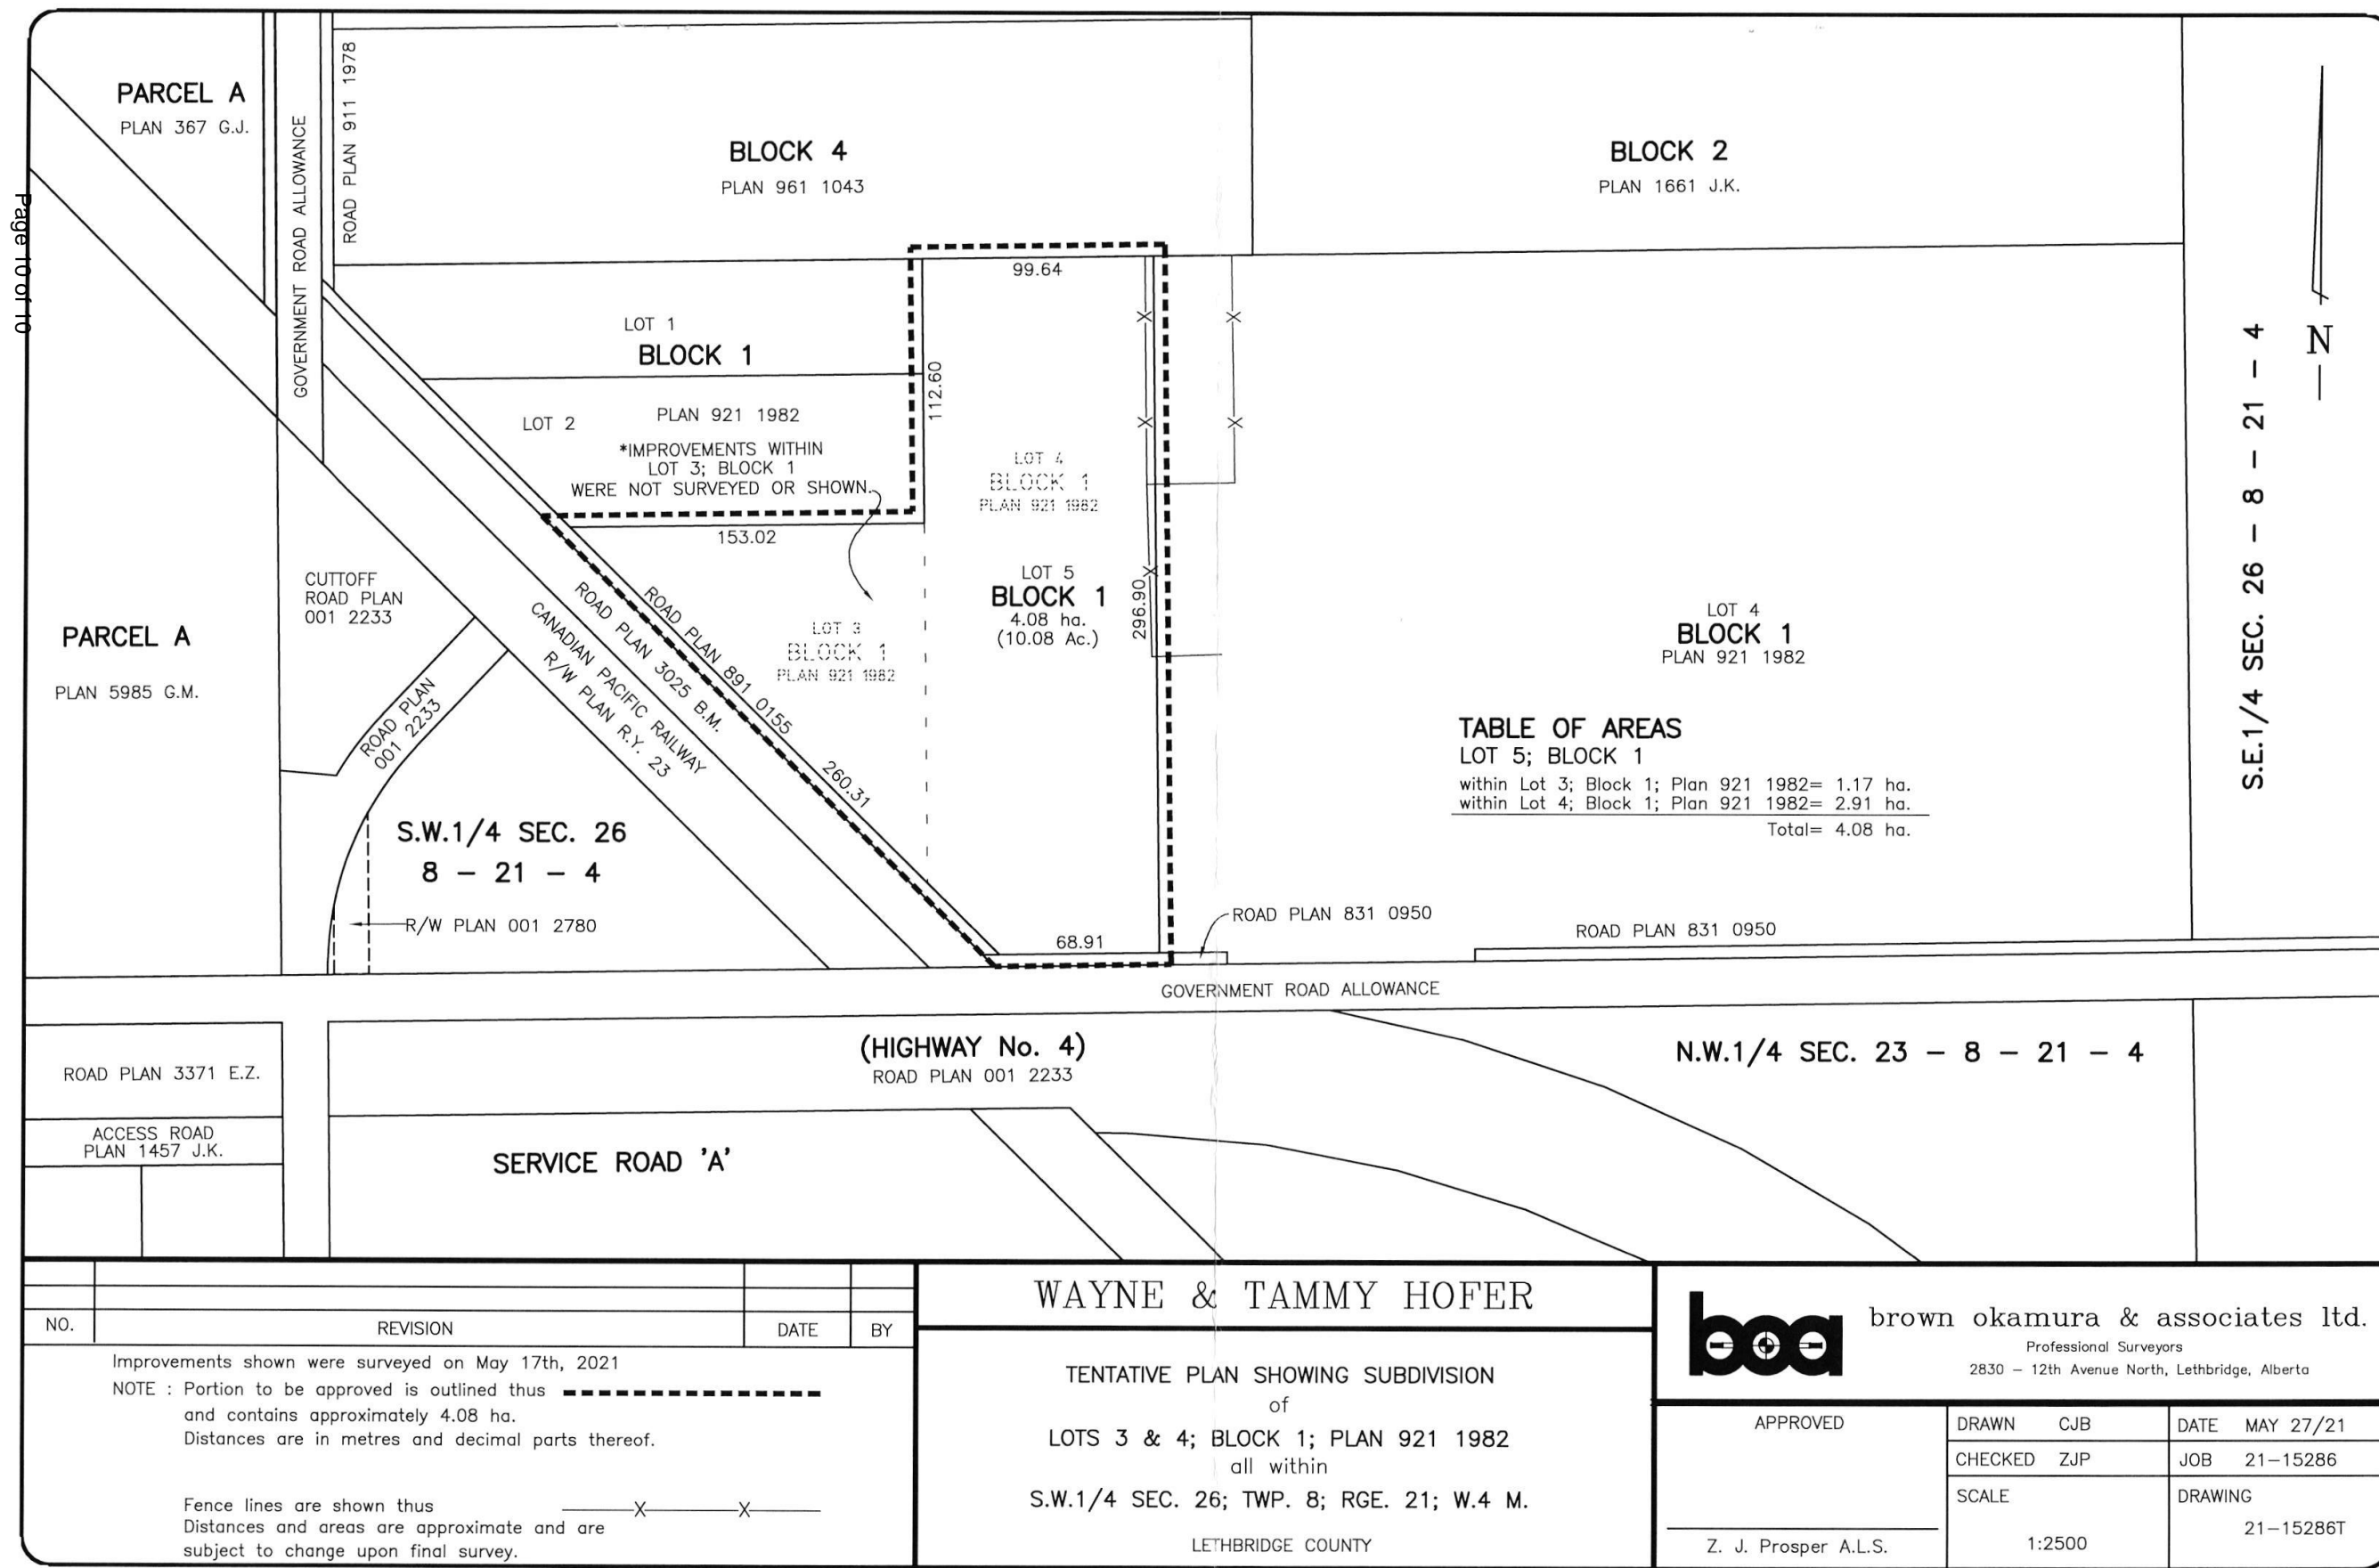 Page 10 of 10
PARCEL A
PLAN 367 G.J.
GOVERNMENT ROAD ALLOWANCE
ROAD PLAN 911 1978
BLOCK 4
PLAN 961 1043
BLOCK 2
PLAN 1661 J.K.
N
S.E.1/4 SEC. 26 - 8 - 21 - 4
99.64
LOT 1
BLOCK 1
112.60
LOT 2
PLAN 921 1982
*IMPROVEMENTS WITHIN
LOT 3; BLOCK 1
WERE NOT SURVEYED OR SHOWN.
153.02
LOT 4
BLOCK 1
PLAN 921 1982
LOT 5
BLOCK 1
4.08 ha.
(10.08 Ac.)
296.90
LOT 3
BLOCK 1
PLAN 921 1982
CUTTOFF
ROAD PLAN
001 2233
PARCEL A
PLAN 5985 G.M.
ROAD PLAN
001 2233
ROAD PLAN 891 0155
260.31
ROAD PLAN 3025 B.M.
CANADIAN PACIFIC RAILWAY
R/W PLAN R.Y. 23
LOT 4
BLOCK 1
PLAN 921 1982
TABLE OF AREAS
LOT 5; BLOCK 1
within Lot 3; Block 1; Plan 921 1982= 1.17 ha.
within Lot 4; Block 1; Plan 921 1982= 2.91 ha.
Total= 4.08 ha.
S.W.1/4 SEC. 26
8 - 21 - 4
R/W PLAN 001 2780
68.91
ROAD PLAN 831 0950
ROAD PLAN 831 0950
GOVERNMENT ROAD ALLOWANCE
(HIGHWAY No. 4)
ROAD PLAN 001 2233
N.W.1/4 SEC. 23 - 8 - 21 - 4
ROAD PLAN 3371 E.Z.
ACCESS ROAD
PLAN 1457 J.K.
SERVICE ROAD 'A'
NO. REVISION DATE BY
Improvements shown were surveyed on May 17th, 2021
NOTE : Portion to be approved is outlined thus
and contains approximately 4.08 ha.
Distances are in metres and decimal parts thereof.
Fence lines are shown thus
Distances and areas are approximate and are
subject to change upon final survey.
WAYNE & TAMMY HOFER
TENTATIVE PLAN SHOWING SUBDIVISION
of
LOTS 3 & 4; BLOCK 1; PLAN 921 1982
all within
S.W.1/4 SEC. 26; TWP. 8; RGE. 21; W.4 M.
LETHBRIDGE COUNTY
boa
brown okamura & associates ltd.
Professional Surveyors
2830 - 12th Avenue North, Lethbridge, Alberta
APPROVED
Z. J. Prosper A.L.S.
DRAWN CJB
DATE MAY 27/21
CHECKED ZJP
JOB 21-15286
SCALE
1:2500
DRAWING
21-15286T